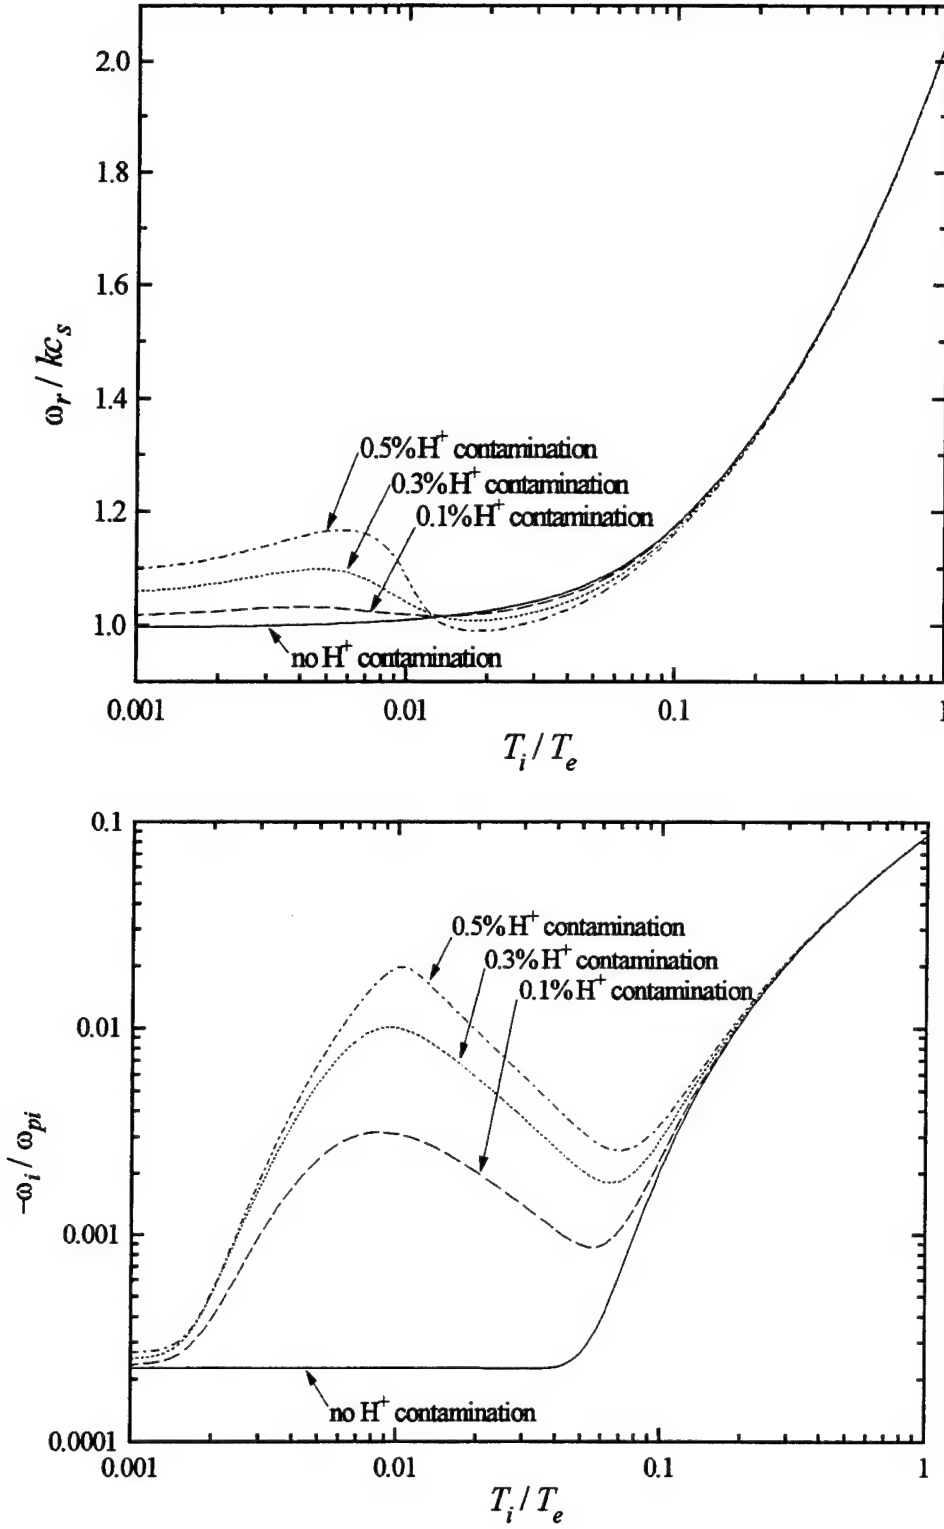 2.0
1.8
1.6
1.4
1.2
1.0
ω_r / kc_s
0.5% H⁺ contamination
0.3% H⁺ contamination
0.1% H⁺ contamination
no H⁺ contamination
0.001
0.01
0.1
1
T_i / T_e
0.1
0.01
0.001
0.0001
-ω_i / ω_pi
0.5% H⁺ contamination
0.3% H⁺ contamination
0.1% H⁺ contamination
no H⁺ contamination
0.001
0.01
0.1
1
T_i / T_e